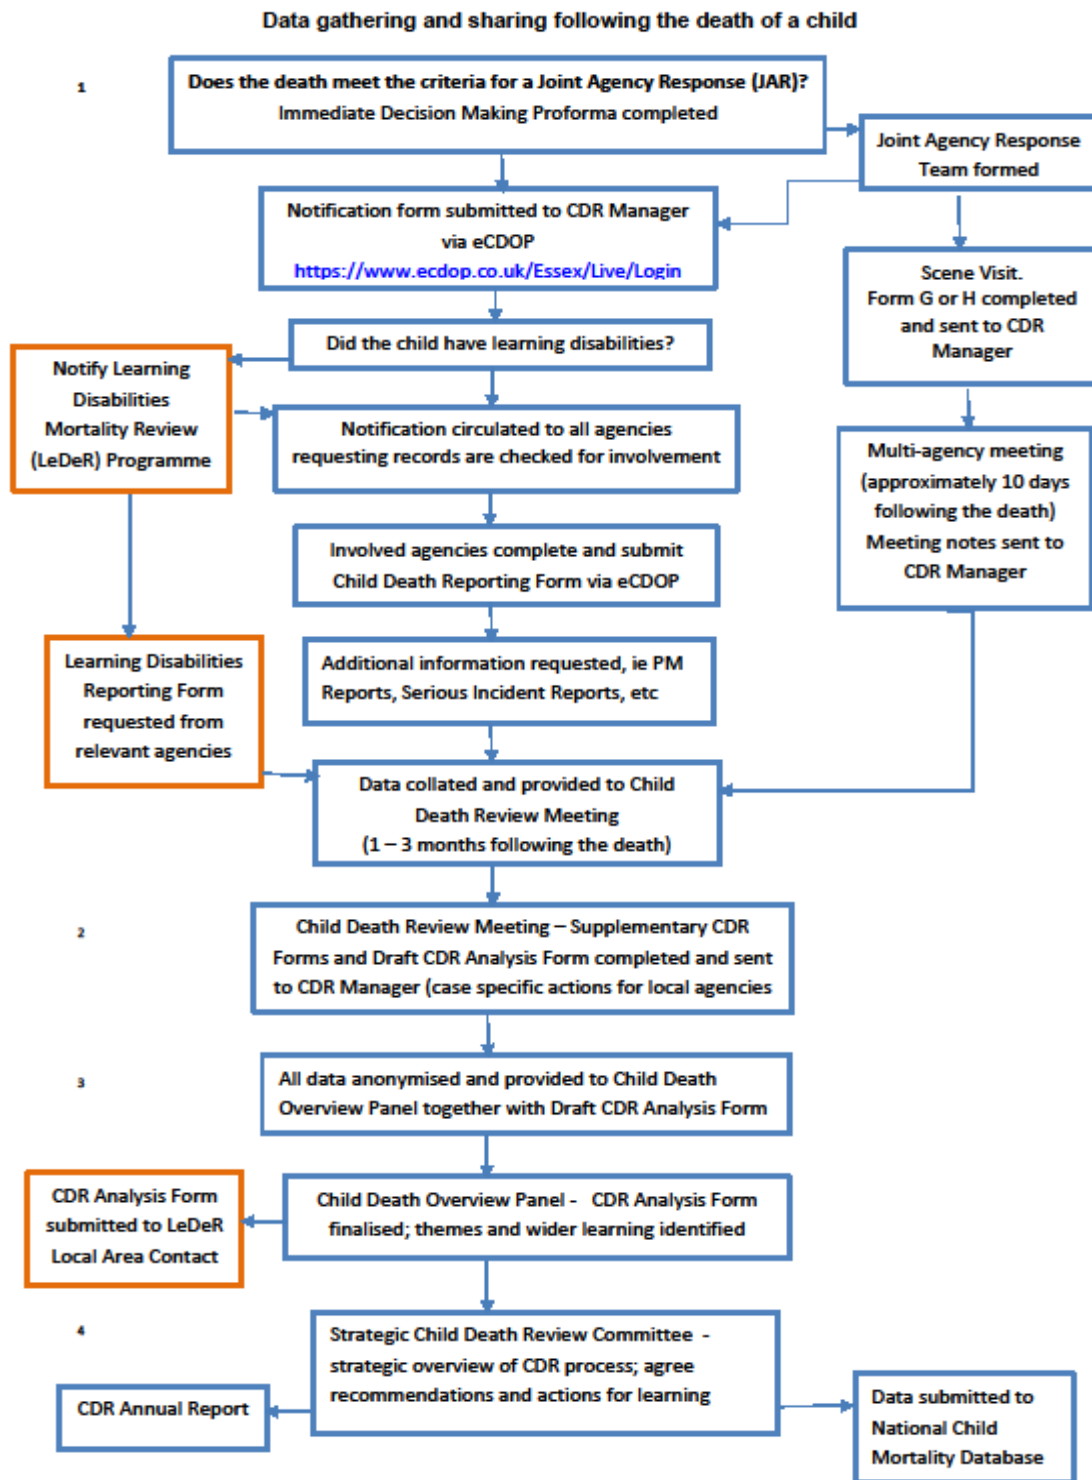 Data gathering and sharing following the death of a child
1
Does the death meet the criteria for a Joint Agency Response (JAR)?
Immediate Decision Making Proforma completed
Joint Agency Response
Team formed
Notification form submitted to CDR Manager
via eCDOP
https://www.ecdop.co.uk/Essex/Live/Login
Scene Visit.
Form G or H completed
and sent to CDR
Manager
Did the child have learning disabilities?
Notify Learning
Disabilities
Mortality Review
(LeDeR) Programme
Notification circulated to all agencies
requesting records are checked for involvement
Multi-agency meeting
(approximately 10 days
following the death)
Meeting notes sent to
CDR Manager
Involved agencies complete and submit
Child Death Reporting Form via eCDOP
Learning Disabilities
Reporting Form
requested from
relevant agencies
Additional information requested, ie PM
Reports, Serious Incident Reports, etc
Data collated and provided to Child
Death Review Meeting
(1 – 3 months following the death)
2
Child Death Review Meeting – Supplementary CDR
Forms and Draft CDR Analysis Form completed and sent
to CDR Manager (case specific actions for local agencies
3
All data anonymised and provided to Child Death
Overview Panel together with Draft CDR Analysis Form
CDR Analysis Form
submitted to LeDeR
Local Area Contact
Child Death Overview Panel - CDR Analysis Form
finalised; themes and wider learning identified
4
Strategic Child Death Review Committee -
strategic overview of CDR process; agree
recommendations and actions for learning
CDR Annual Report
Data submitted to
National Child
Mortality Database